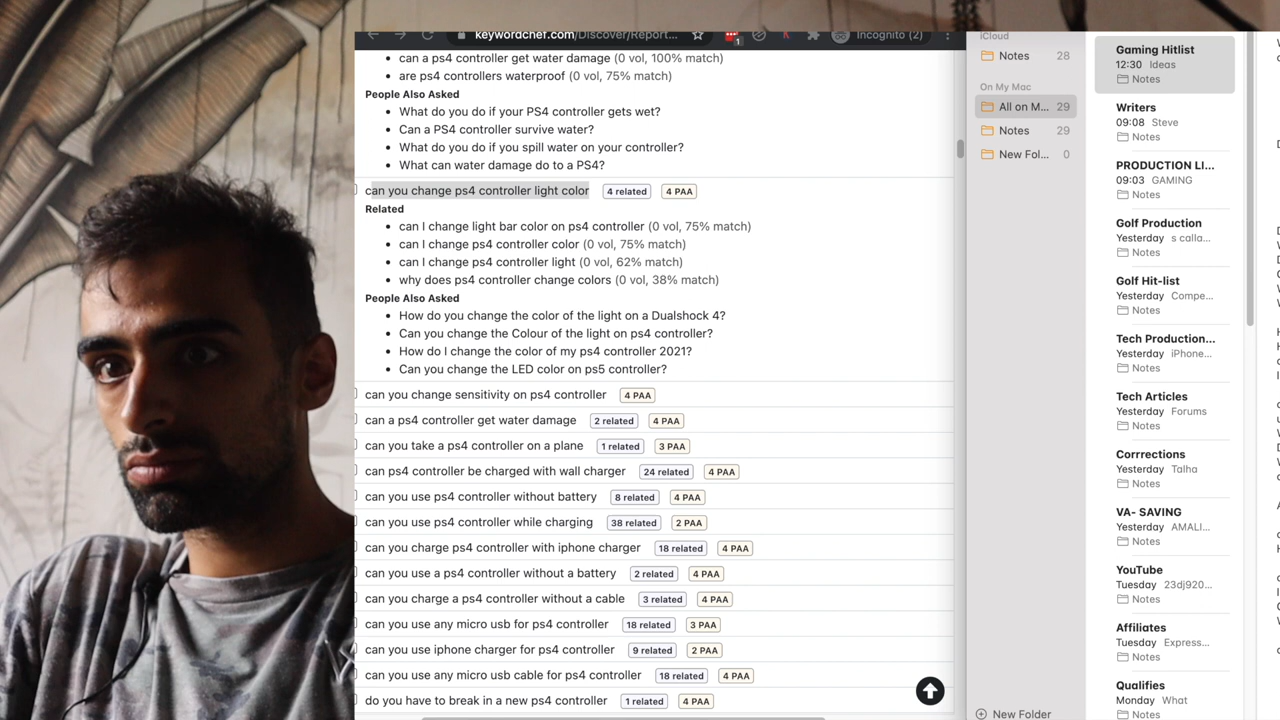 keywordchef.com/Discover/Report...
1
Incognito (2)
can a ps4 controller get water damage (0 vol, 100% match)
are ps4 controllers waterproof (0 vol, 75% match)
People Also Asked
What do you do if your PS4 controller gets wet?
Can a PS4 controller survive water?
What do you do if you spill water on your controller?
What can water damage do to a PS4?
can you change ps4 controller light color 4 related 4 PAA
Related
can I change light bar color on ps4 controller (0 vol, 75% match)
can I change ps4 controller color (0 vol, 75% match)
can I change ps4 controller light (0 vol, 62% match)
why does ps4 controller change colors (0 vol, 38% match)
People Also Asked
How do you change the color of the light on a Dualshock 4?
Can you change the Colour of the light on ps4 controller?
How do I change the color of my ps4 controller 2021?
Can you change the LED color on ps5 controller?
can you change sensitivity on ps4 controller 4 PAA
can a ps4 controller get water damage 2 related 4 PAA
can you take a ps4 controller on a plane 1 related 3 PAA
can ps4 controller be charged with wall charger 24 related 4 PAA
can you use ps4 controller without battery 8 related 4 PAA
can you use ps4 controller while charging 38 related 2 PAA
can you charge ps4 controller with iphone charger 18 related 4 PAA
can you use a ps4 controller without a battery 2 related 4 PAA
can you charge a ps4 controller without a cable 3 related 4 PAA
can you use any micro usb for ps4 controller 18 related 3 PAA
can you use iphone charger for ps4 controller 9 related 2 PAA
can you use any micro usb cable for ps4 controller 18 related 4 PAA
do you have to break in a new ps4 controller 1 related 4 PAA
iCloud
Notes 28
On My Mac
All on M... 29
Notes 29
New Fol... 0
New Folder
Gaming Hitlist
12:30 Ideas
Notes
Writers
09:08 Steve
Notes
PRODUCTION LI...
09:03 GAMING
Notes
Golf Production
Yesterday s calla...
Notes
Golf Hit-list
Yesterday Compe...
Notes
Tech Production...
Yesterday iPhone...
Notes
Tech Articles
Yesterday Forums
Notes
Corrrections
Yesterday Talha
Notes
VA- SAVING
Yesterday AMALI...
Notes
YouTube
Tuesday 23dj920...
Notes
Affiliates
Tuesday Express...
Notes
Qualifies
Monday What
Notes